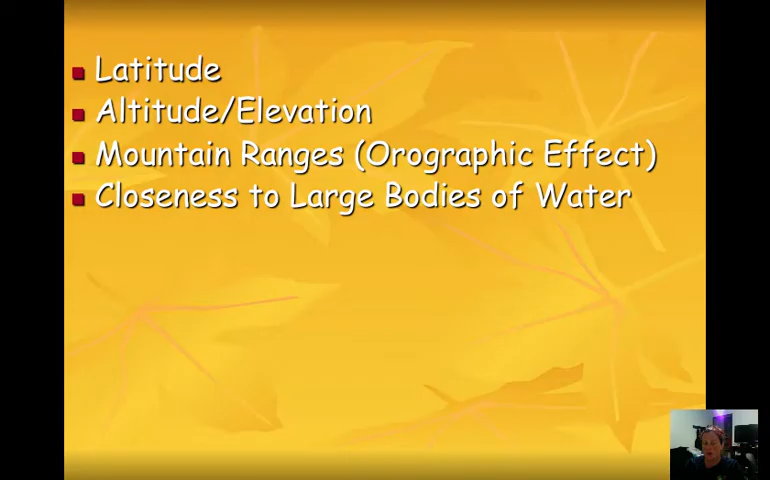 Latitude
Altitude/Elevation
Mountain Ranges (Orographic Effect)
Closeness to Large Bodies of Water